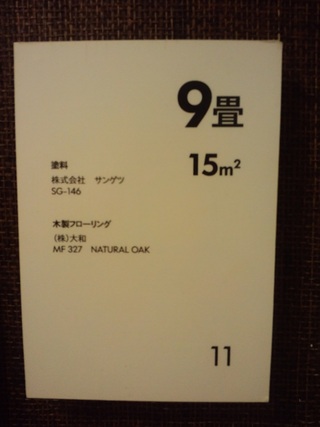 9畳
15m²
塗料
株式会社 サンゲツ
SG-146
木製フローリング
(株)大和
MF 327 NATURAL OAK
11